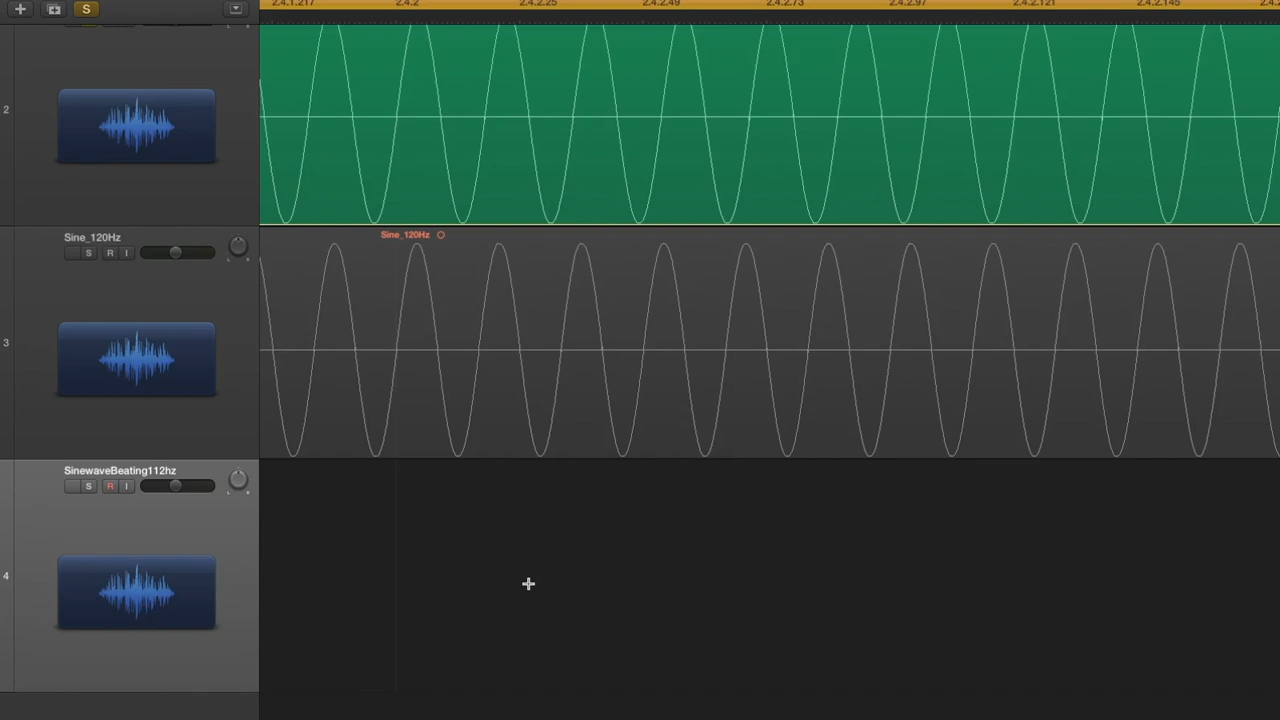 S
2.4.1.217 2.4.2 2.4.2.25 2.4.2.49 2.4.2.73 2.4.2.97 2.4.2.121 2.4.2.145
2
Sine_120Hz
S R I
Sine_120Hz
3
SinewaveBeating112hz
S R I
4